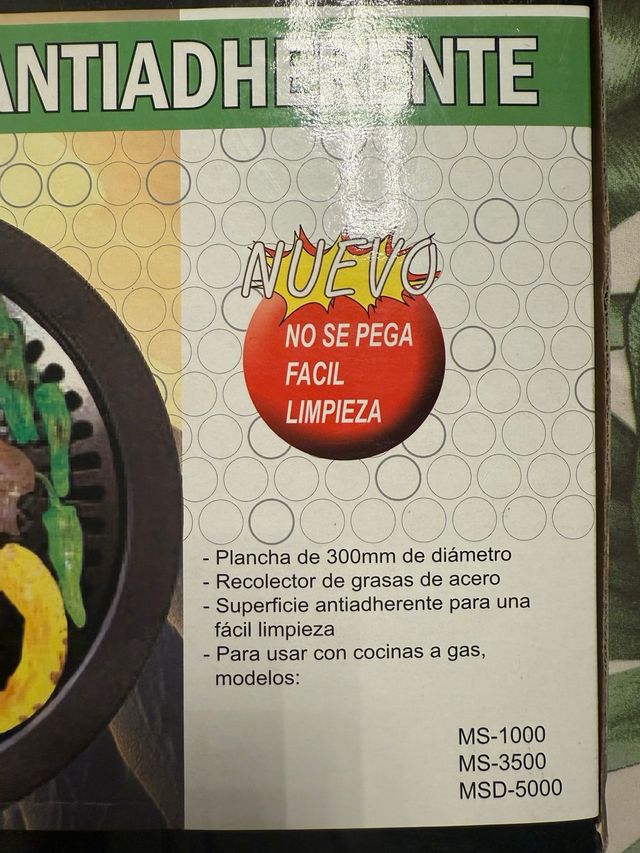 ANTIADHERENTE
NUEVO
NO SE PEGA
FACIL
LIMPIEZA
- Plancha de 300mm de diámetro
- Recolector de grasas de acero
- Superficie antiadherente para una
fácil limpieza
- Para usar con cocinas a gas,
modelos:
MS-1000
MS-3500
MSD-5000